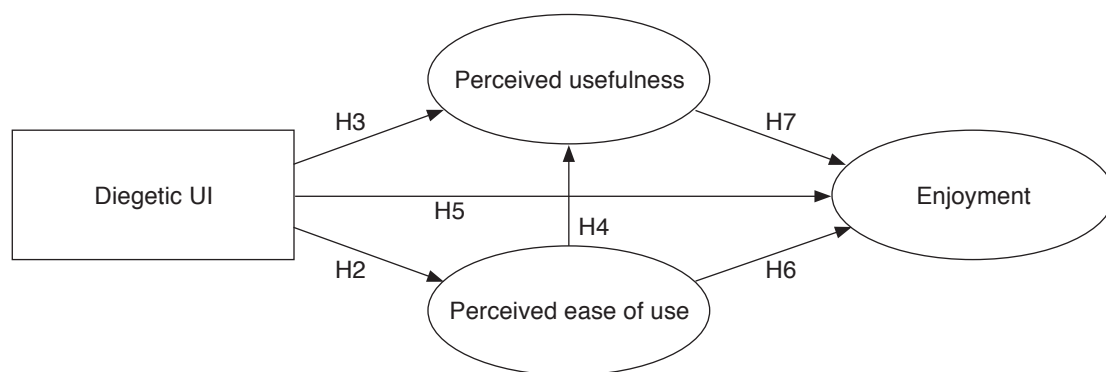 Perceived usefulness
H3
H7
Diegetic UI
Enjoyment
H5
H4
H2
H6
Perceived ease of use